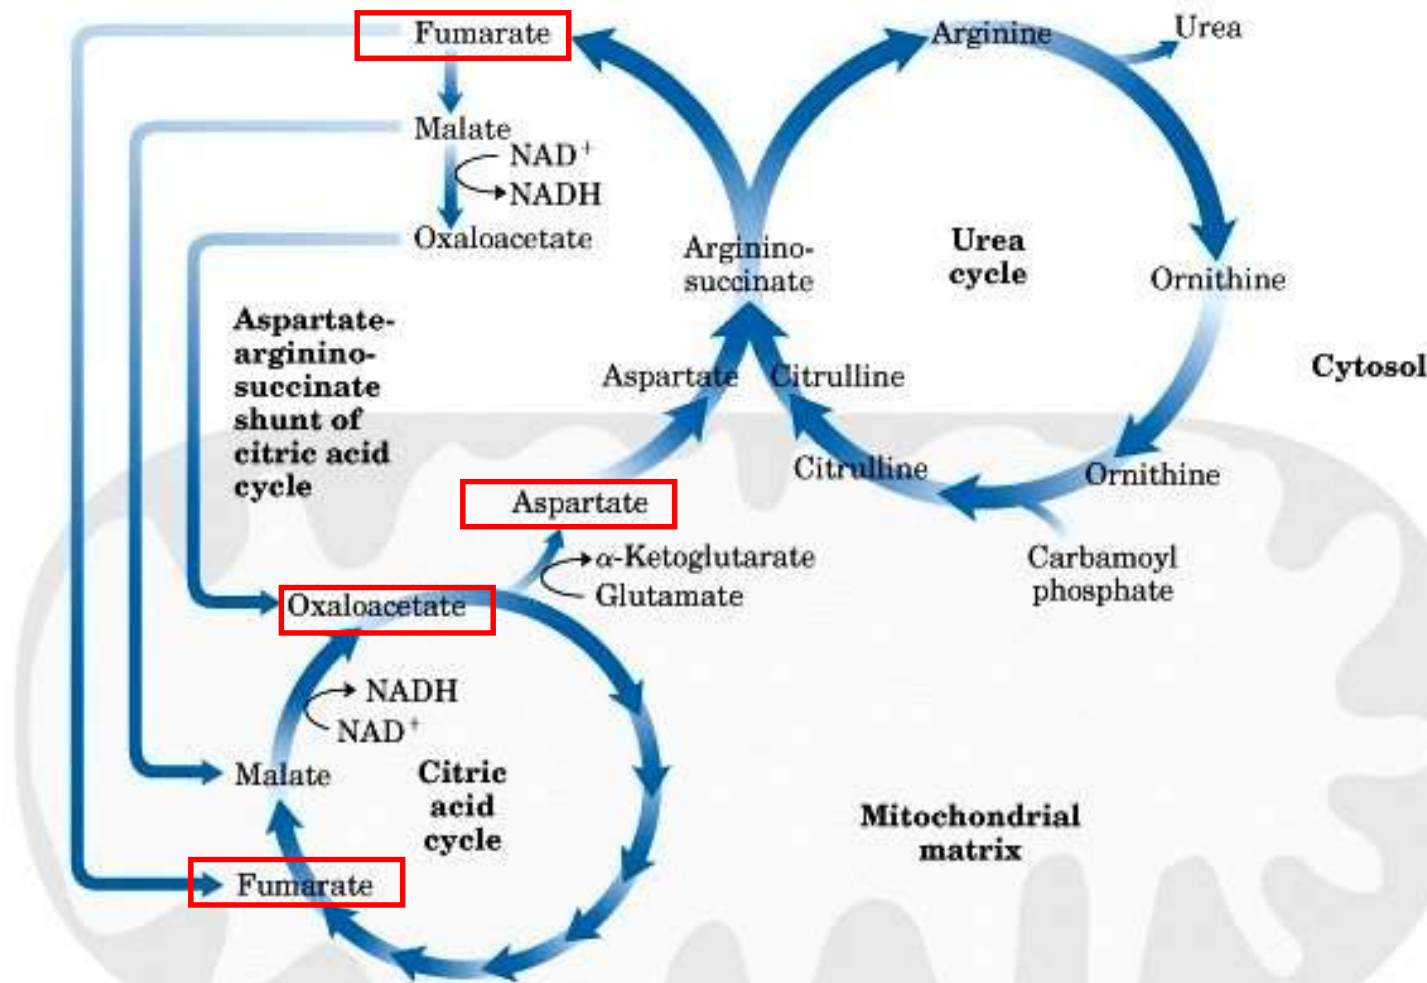 Fumarate
Malate
NAD+
NADH
Oxaloacetate
Aspartate-
arginino-
succinate
shunt of
citric acid
cycle
Arginine
Urea
Arginino-
succinate
Urea
cycle
Ornithine
Cytosol
Aspartate
Citrulline
Citrulline
Ornithine
Carbamoyl
phosphate
Aspartate
α-Ketoglutarate
Glutamate
Oxaloacetate
NADH
NAD+
Malate
Citric
acid
cycle
Fumarate
Mitochondrial
matrix